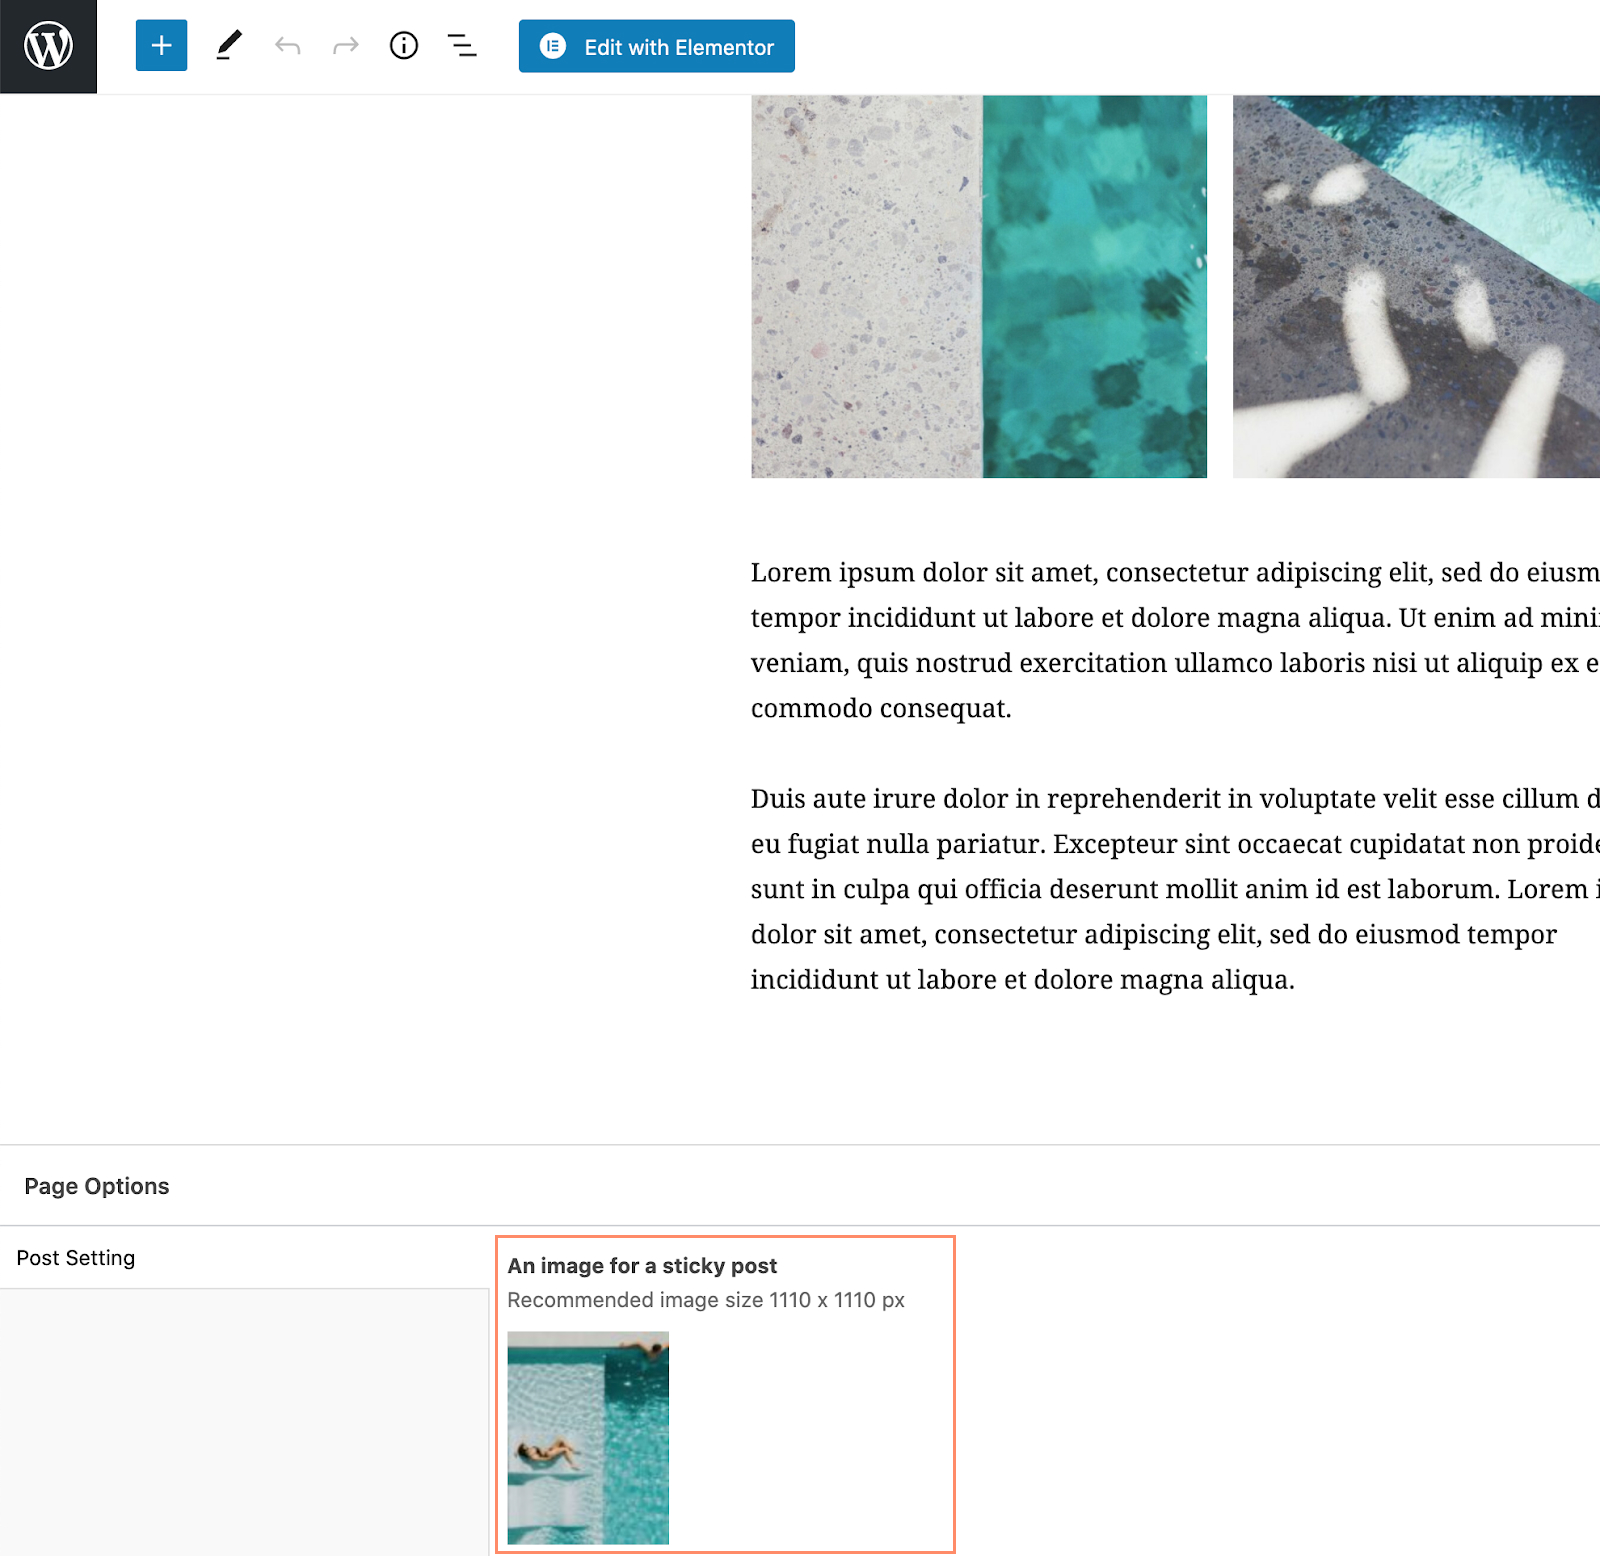 Edit with Elementor
Lorem ipsum dolor sit amet, consectetur adipiscing elit, sed do eiusm
tempor incididunt ut labore et dolore magna aliqua. Ut enim ad mini
veniam, quis nostrud exercitation ullamco laboris nisi ut aliquip ex e
commodo consequat.
Duis aute irure dolor in reprehenderit in voluptate velit esse cillum d
eu fugiat nulla pariatur. Excepteur sint occaecat cupidatat non proide
sunt in culpa qui officia deserunt mollit anim id est laborum. Lorem i
dolor sit amet, consectetur adipiscing elit, sed do eiusmod tempor
incididunt ut labore et dolore magna aliqua.
Page Options
Post Setting
An image for a sticky post
Recommended image size 1110 x 1110 px